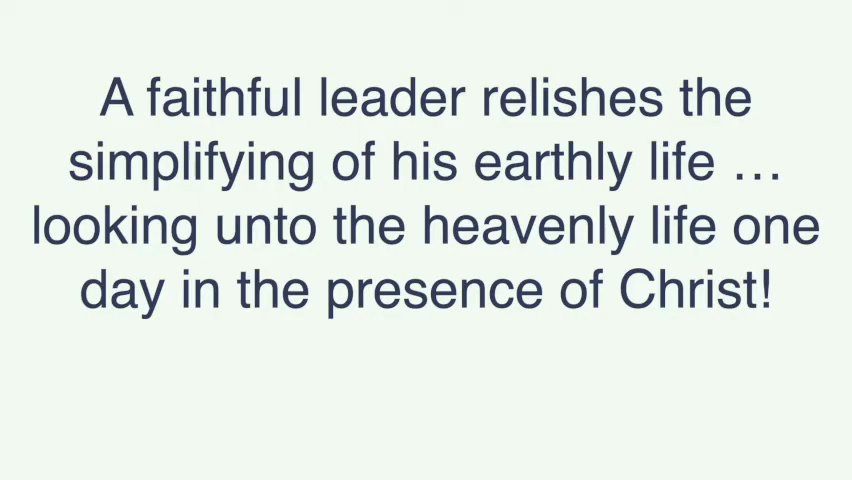 A faithful leader relishes the
simplifying of his earthly life …
looking unto the heavenly life one
day in the presence of Christ!